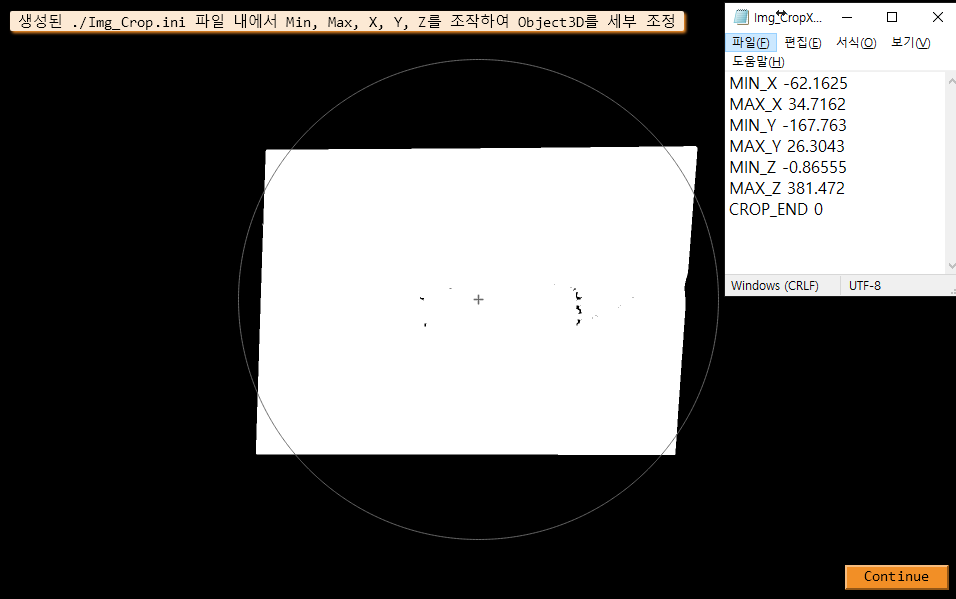 생성된 ./Img_Crop.ini 파일 내에서 Min, Max, X, Y, Z를 조작하여 Object3D를 세부 조정
Img_CropX...
파일(F) 편집(E) 서식(O) 보기(V)
도움말(H)
MIN_X -62.1625
MAX_X 34.7162
MIN_Y -167.763
MAX_Y 26.3043
MIN_Z -0.86555
MAX_Z 381.472
CROP_END 0
Windows (CRLF) UTF-8
Continue